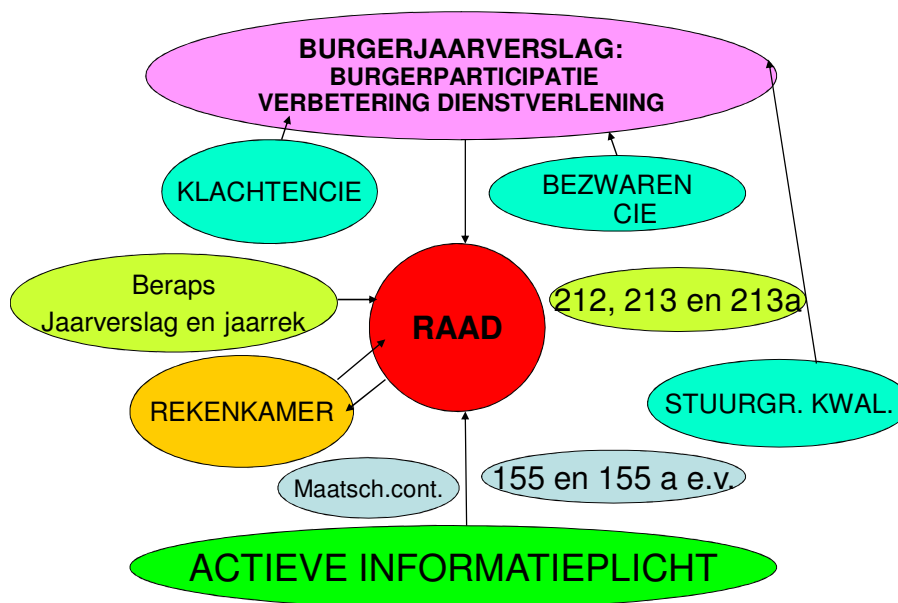 BURGERJAARVERSLAG:
BURGERPARTICIPATIE
VERBETERING DIENSTVERLENING
KLACHTENCIE
BEZWAREN
CIE
Beraps
Jaarverslag en jaarrek
212, 213 en 213a
RAAD
REKENKAMER
STUURGR. KWAL.
Maatsch.cont.
155 en 155 a e.v.
ACTIEVE INFORMATIEPLICHT